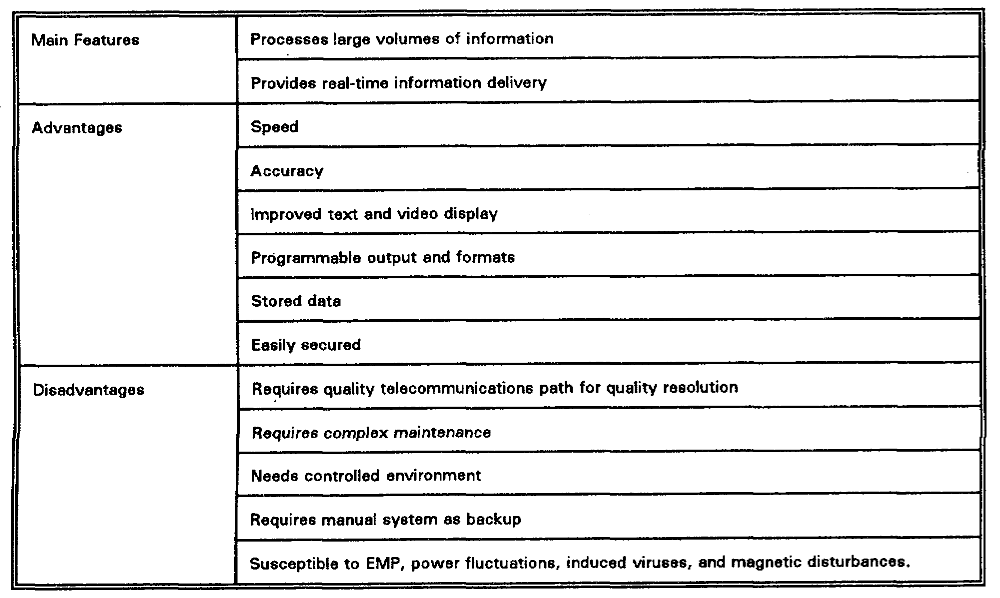 Main Features
Processes large volumes of information
Provides real-time information delivery
Advantages
Speed
Accuracy
Improved text and video display
Programmable output and formats
Stored data
Easily secured
Disadvantages
Requires quality telecommunications path for quality resolution
Requires complex maintenance
Needs controlled environment
Requires manual system as backup
Susceptible to EMP, power fluctuations, induced viruses, and magnetic disturbances.